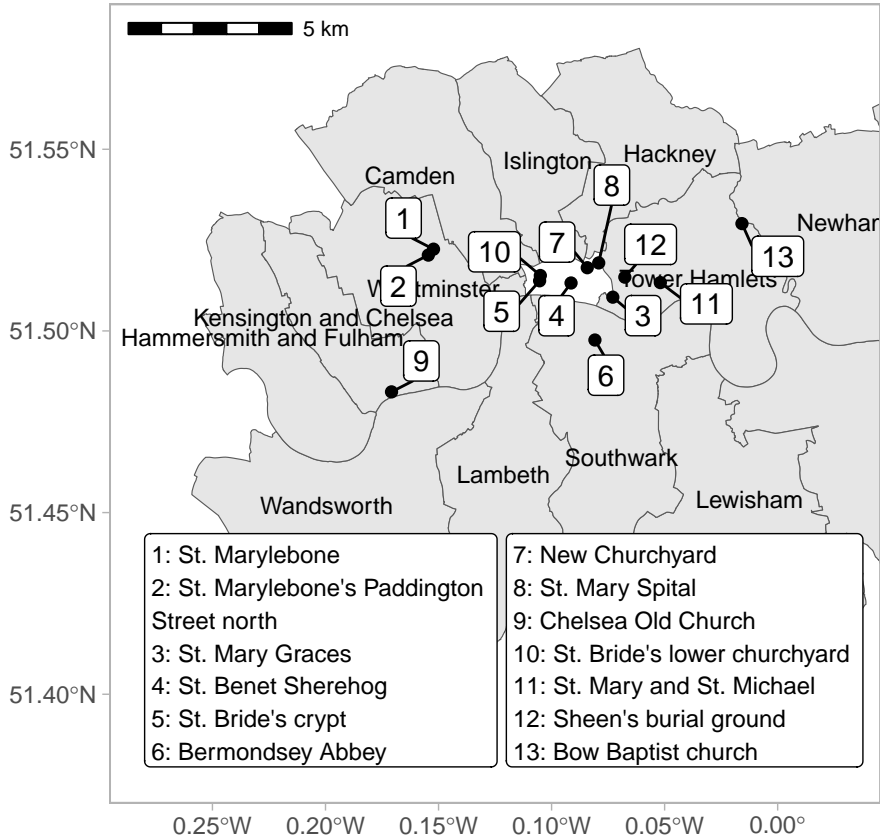 5 km
51.55°N
51.50°N
51.45°N
51.40°N
Hackney
Islington
Camden
8
1
Newham
7
12
10
13
2
Westminster
Tower Hamlets
11
5
4
3
Kensington and Chelsea
Hammersmith and Fulham
9
6
Southwark
Lambeth
Lewisham
Wandsworth
1: St. Marylebone
2: St. Marylebone's Paddington
Street north
3: St. Mary Graces
4: St. Benet Sherehog
5: St. Bride's crypt
6: Bermondsey Abbey
7: New Churchyard
8: St. Mary Spital
9: Chelsea Old Church
10: St. Bride's lower churchyard
11: St. Mary and St. Michael
12: Sheen's burial ground
13: Bow Baptist church
0.25°W
0.20°W
0.15°W
0.10°W
0.05°W
0.00°